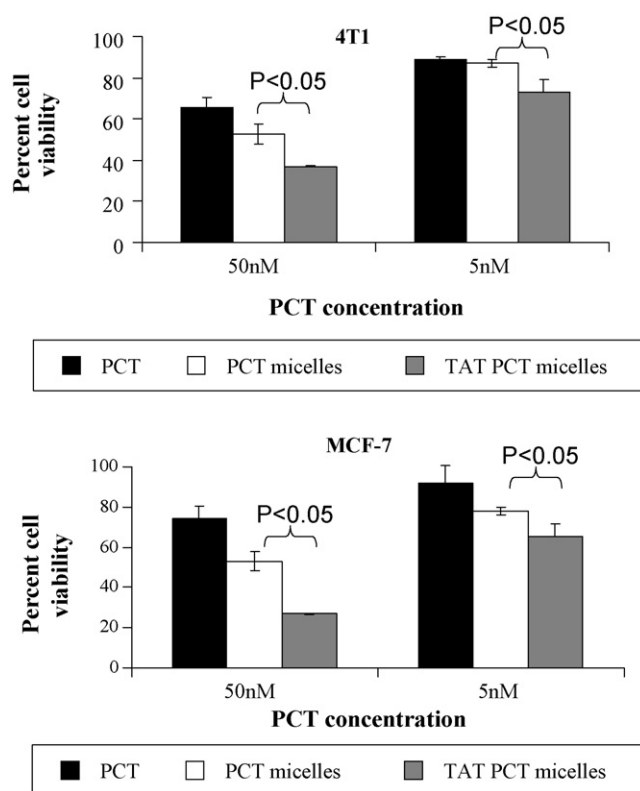 4T1
Percent cell
viability
100
80
60
40
20
0
P<0.05
P<0.05
50nM
5nM
PCT concentration
PCT
PCT micelles
TAT PCT micelles
MCF-7
Percent cell
viability
100
80
60
40
20
0
P<0.05
P<0.05
50nM
5nM
PCT concentration
PCT
PCT micelles
TAT PCT micelles